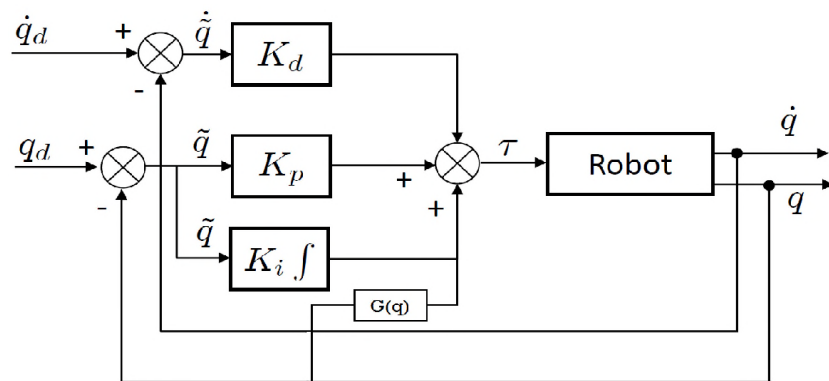 q̇_d + - q̃̇ K_d
q_d + - q̃ K_p + τ Robot q̇
q
q̃ K_i ∫ +
G(q)